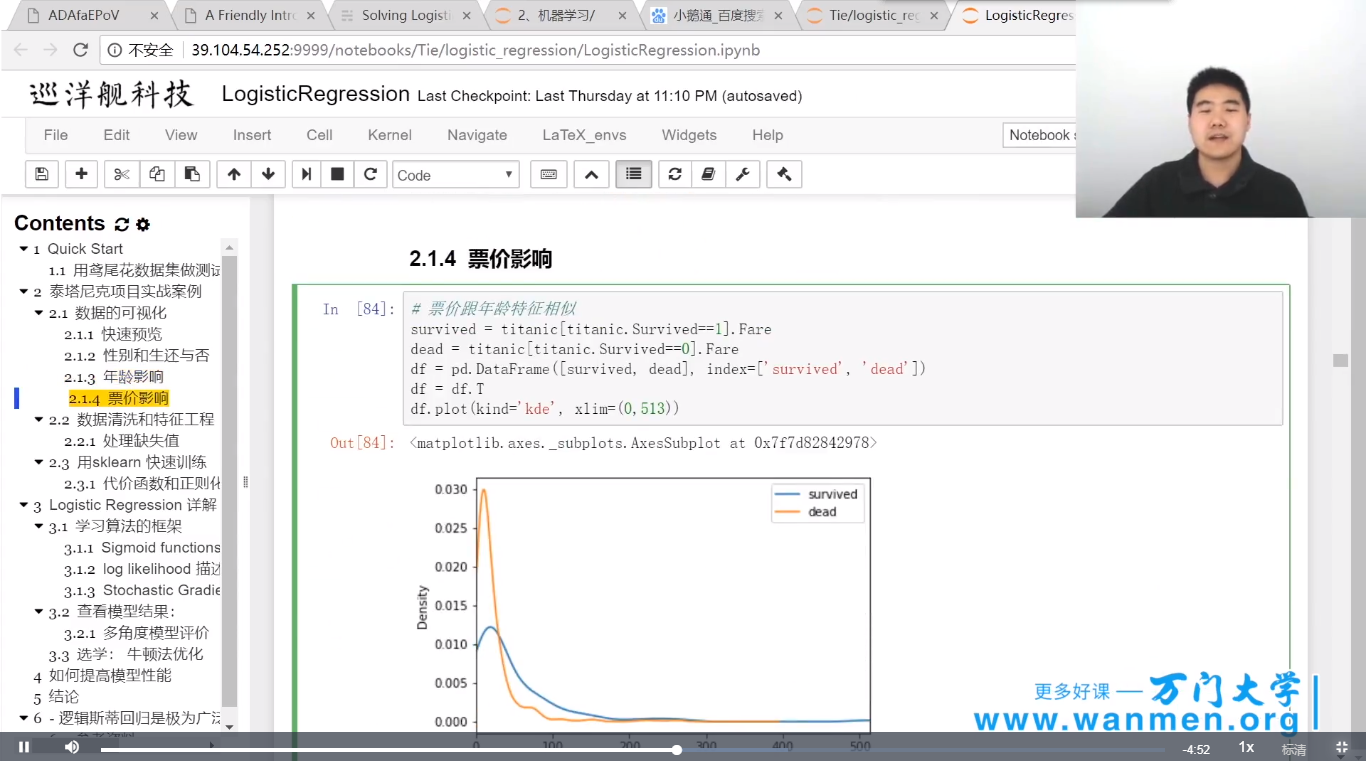 ADAfaEPoV
A Friendly Intro
Solving Logisti
2、机器学习/
小鹅通_百度搜索
Tie/logistic_reg
LogisticRegres
不安全 39.104.54.252:9999/notebooks/Tie/logistic_regression/LogisticRegression.ipynb
巡洋舰科技 LogisticRegression Last Checkpoint: Last Thursday at 11:10 PM (autosaved)
File Edit View Insert Cell Kernel Navigate LaTeX_envs Widgets Help
Notebook s
Code
Contents
1 Quick Start
1.1 用鸢尾花数据集做测试
2 泰塔尼克项目实战案例
2.1 数据的可视化
2.1.1 快速预览
2.1.2 性别和生还与否
2.1.3 年龄影响
2.1.4 票价影响
2.2 数据清洗和特征工程
2.2.1 处理缺失值
2.3 用sklearn 快速训练
2.3.1 代价函数和正则化
3 Logistic Regression 详解
3.1 学习算法的框架
3.1.1 Sigmoid functions
3.1.2 log likelihood 描述
3.1.3 Stochastic Gradie
3.2 查看模型结果：
3.2.1 多角度模型评价
3.3 选学： 牛顿法优化
4 如何提高模型性能
5 结论
6 - 逻辑斯蒂回归是极为广泛
2.1.4 票价影响
In [84]:
# 票价跟年龄特征相似
survived = titanic[titanic.Survived==1].Fare
dead = titanic[titanic.Survived==0].Fare
df = pd.DataFrame([survived, dead], index=['survived', 'dead'])
df = df.T
df.plot(kind='kde', xlim=(0,513))
Out[84]: <matplotlib.axes._subplots.AxesSubplot at 0x7f7d82842978>
survived
dead
0.030
0.025
0.020
0.015
0.010
0.005
0.000
Density
0 100 200 300 400 500
更多好课 — 万门大学
www.wanmen.org
-4:52 1x 标清